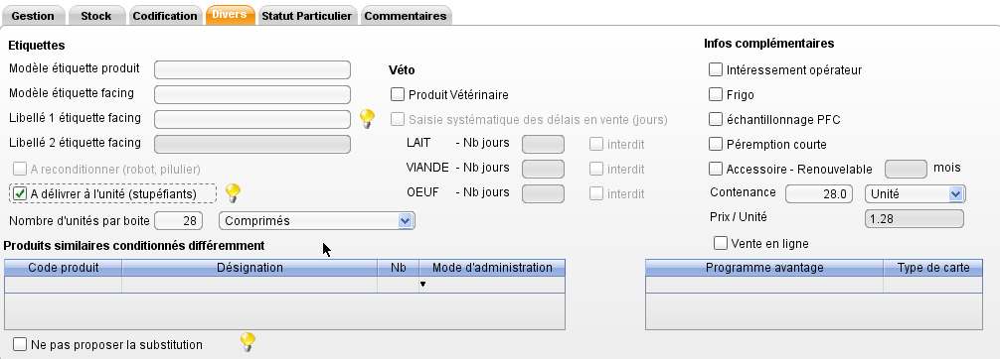 Gestion Stock Codification Divers Statut Particulier Commentaires
Etiquettes
Modèle étiquette produit
Modèle étiquette facing
Libellé 1 étiquette facing
Libellé 2 étiquette facing
A reconditionner (robot, pilulier)
A délivrer à l'unité (stupéfiants)
Nombre d'unités par boite 28 Comprimés
Véto
Produit Vétérinaire
Saisie systématique des délais en vente (jours)
LAIT - Nb jours interdit
VIANDE - Nb jours interdit
OEUF - Nb jours interdit
Infos complémentaires
Intéressement opérateur
Frigo
échantillonnage PFC
Péremption courte
Accessoire - Renouvelable mois
Contenance 28.0 Unité
Prix / Unité 1.28
Vente en ligne
Produits similaires conditionnés différemment
Code produit Désignation Nb Mode d'administration
Programme avantage Type de carte
Ne pas proposer la substitution